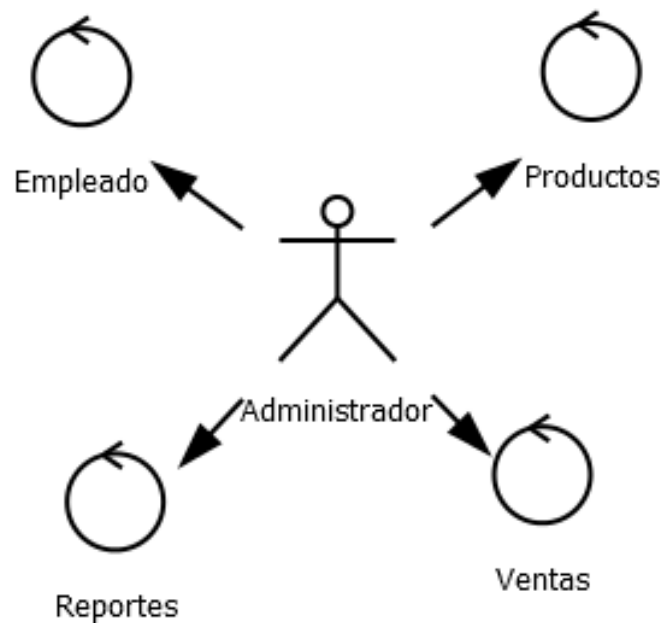 Empleado
Productos
Administrador
Reportes
Ventas